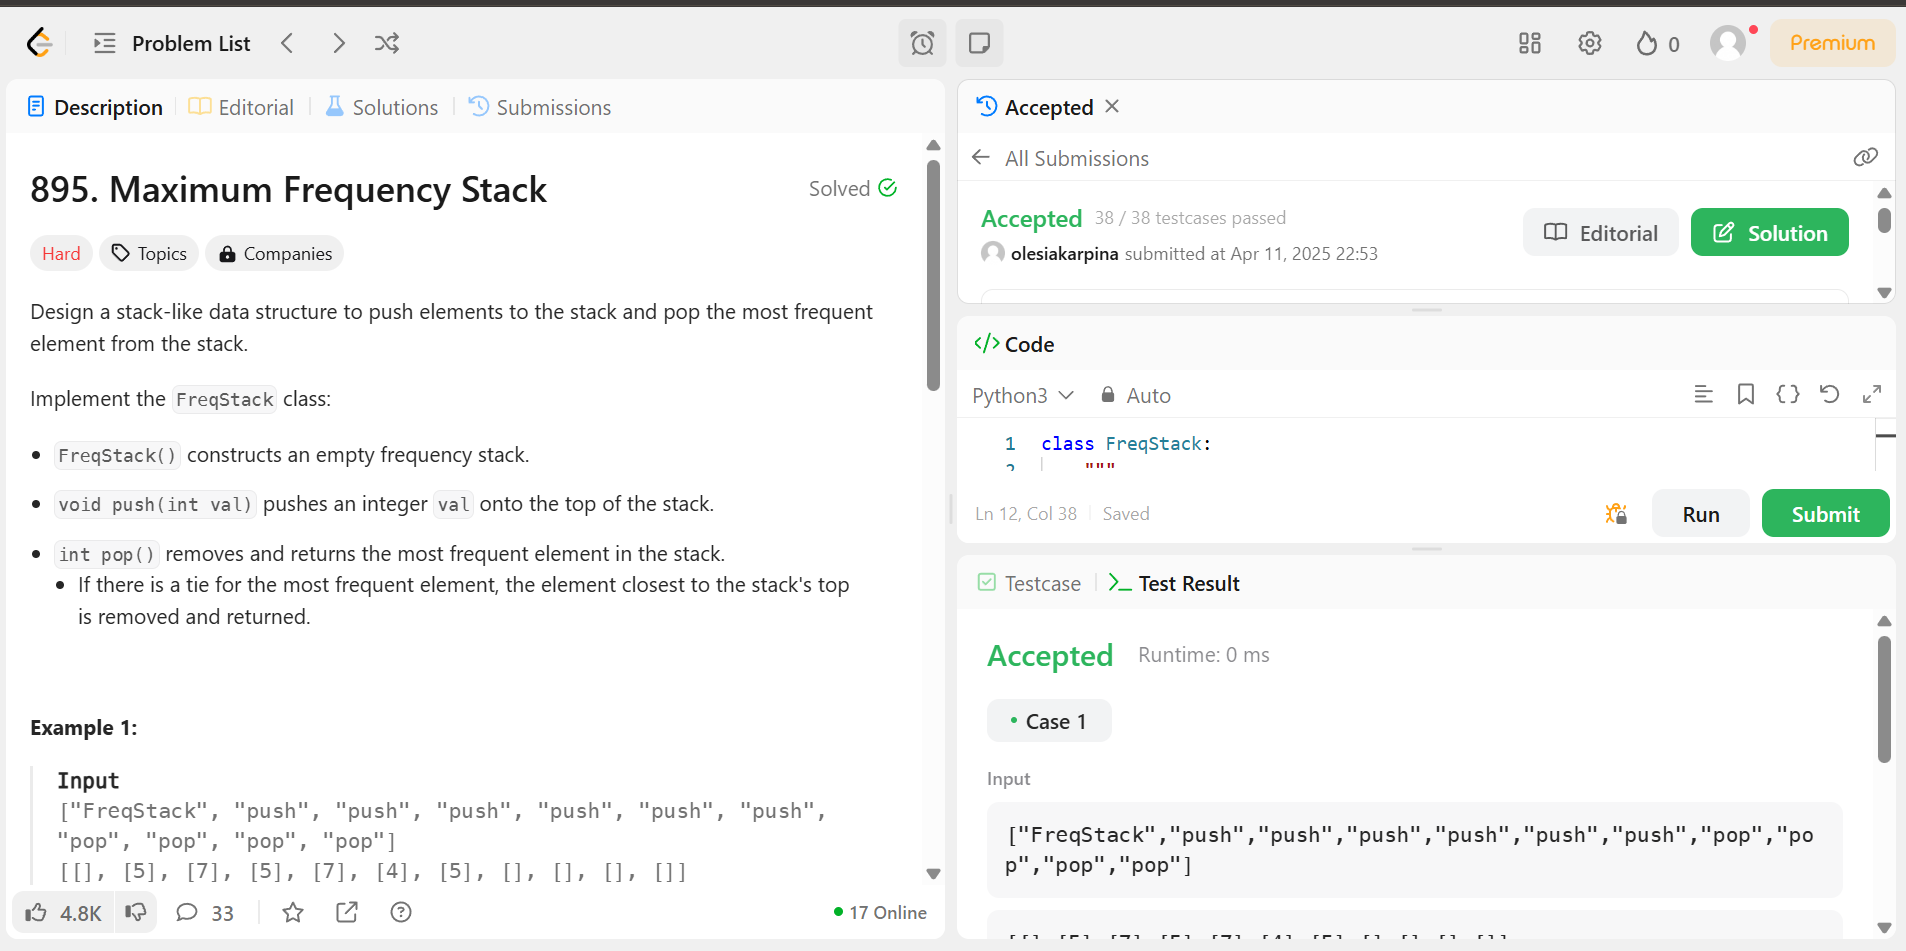 Problem List
0
Premium
Description
Editorial
Solutions
Submissions
895. Maximum Frequency Stack
Solved
Hard
Topics
Companies
Design a stack-like data structure to push elements to the stack and pop the most frequent
element from the stack.
Implement the FreqStack class:
• FreqStack() constructs an empty frequency stack.
• void push(int val) pushes an integer val onto the top of the stack.
• int pop() removes and returns the most frequent element in the stack.
• If there is a tie for the most frequent element, the element closest to the stack's top
is removed and returned.
Example 1:
Input
["FreqStack", "push", "push", "push", "push", "push", "push",
"pop", "pop", "pop", "pop"]
[[], [5], [7], [5], [7], [4], [5], [], [], [], []]
4.8K
33
17 Online
Accepted
All Submissions
Accepted 38 / 38 testcases passed
olesiakarpina submitted at Apr 11, 2025 22:53
Editorial
Solution
</> Code
Python3
Auto
1 class FreqStack:
2 """
Ln 12, Col 38
Saved
Run
Submit
Testcase
Test Result
Accepted Runtime: 0 ms
• Case 1
Input
["FreqStack","push","push","push","push","push","push","pop","po
p","pop","pop"]
[[],[5],[7],[5],[7],[4],[5],[],[],[],[]]